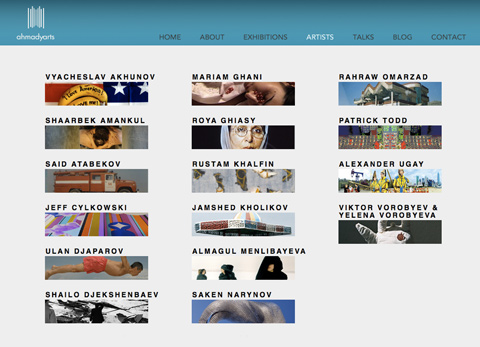 ahmadyarts
HOME ABOUT EXHIBITIONS ARTISTS TALKS BLOG CONTACT
VYACHESLAV AKHUNOV
I Love America!
SHAARBEK AMANKUL
SAID ATABEKOV
JEFF CYLKOWSKI
ULAN DJAPAROV
SHAILO DJEKSHENBAEV
MARIAM GHANI
ROYA GHIASY
RUSTAM KHALFIN
JAMSHED KHOLIKOV
ALMAGUL MENLIBAYEVA
SAKEN NARYNOV
RAHRAW OMARZAD
PATRICK TODD
ALEXANDER UGAY
VIKTOR VOROBYEV &
YELENA VOROBYEVA